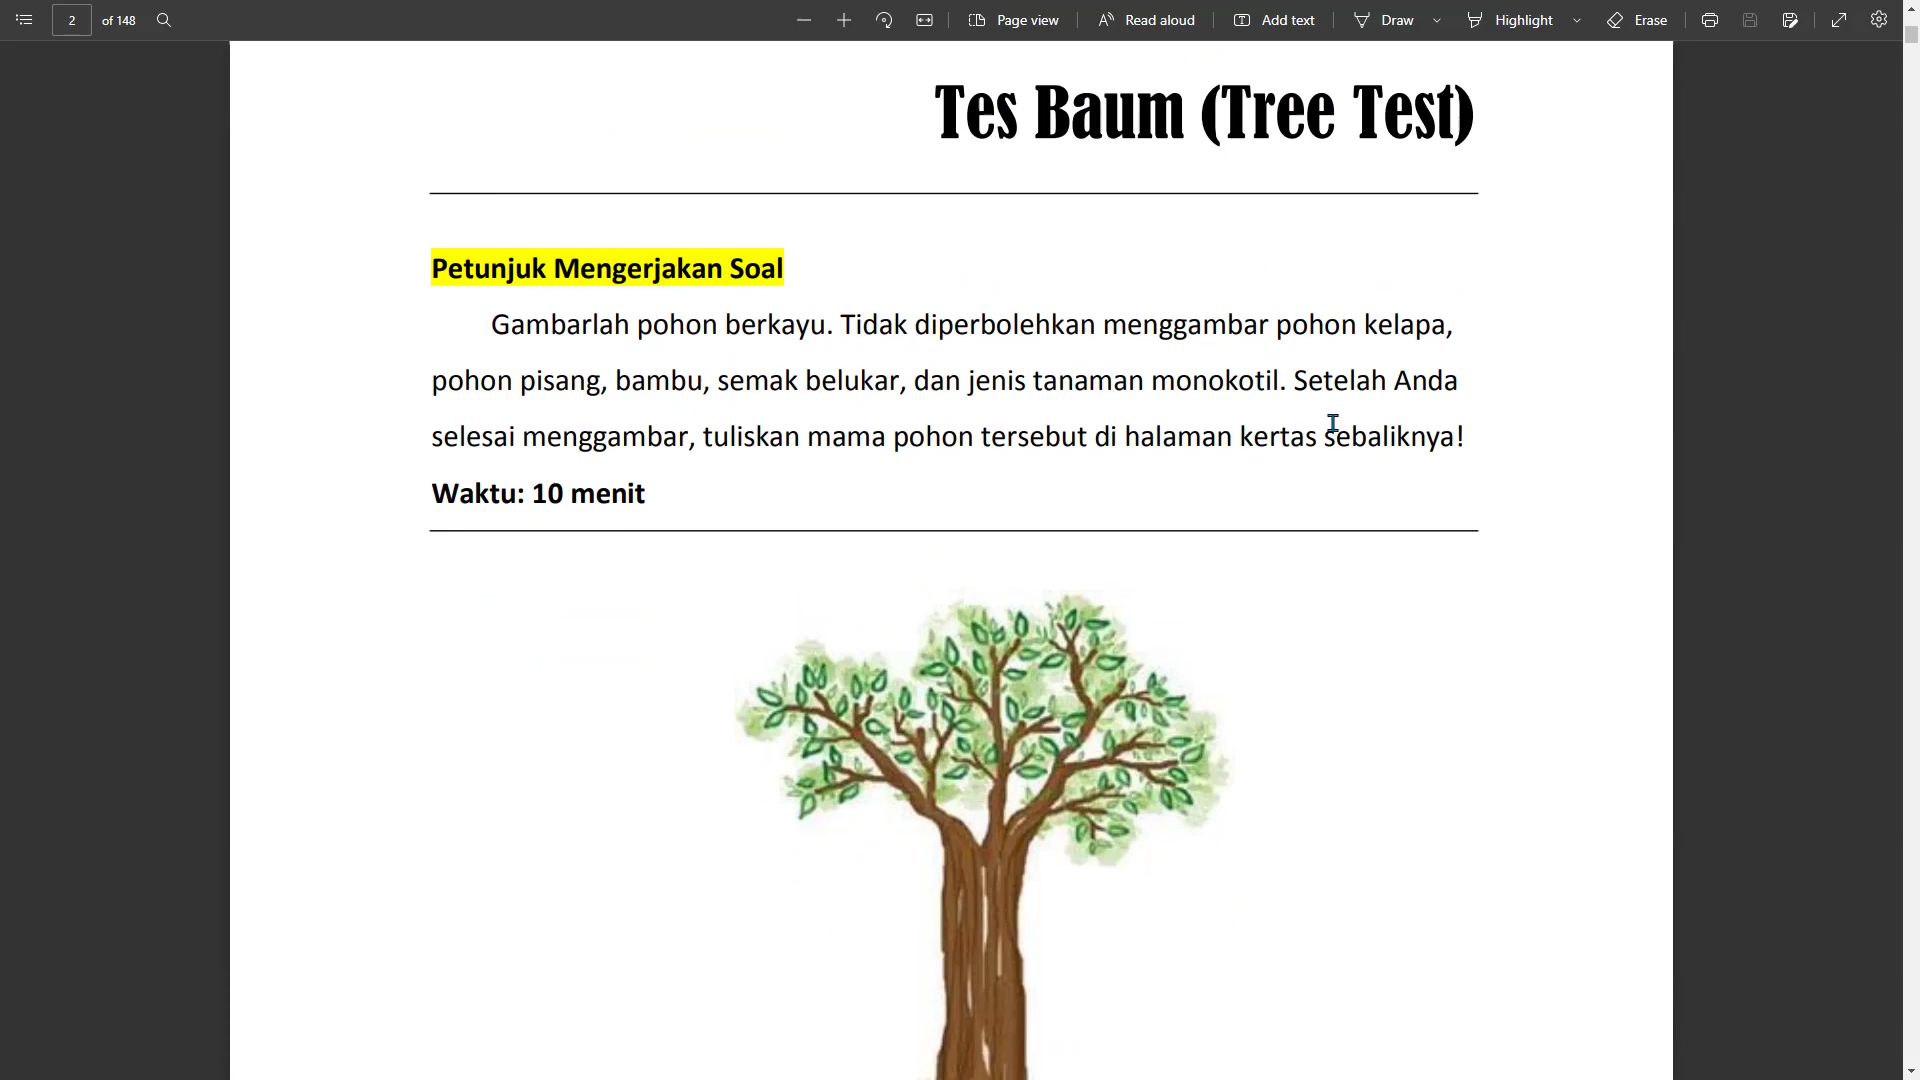 2 of 148 Page view Read aloud Add text Draw Highlight Erase
Tes Baum (Tree Test)
Petunjuk Mengerjakan Soal
Gambarlah pohon berkayu. Tidak diperbolehkan menggambar pohon kelapa,
pohon pisang, bambu, semak belukar, dan jenis tanaman monokotil. Setelah Anda
selesai menggambar, tuliskan mama pohon tersebut di halaman kertas sebaliknya!
Waktu: 10 menit